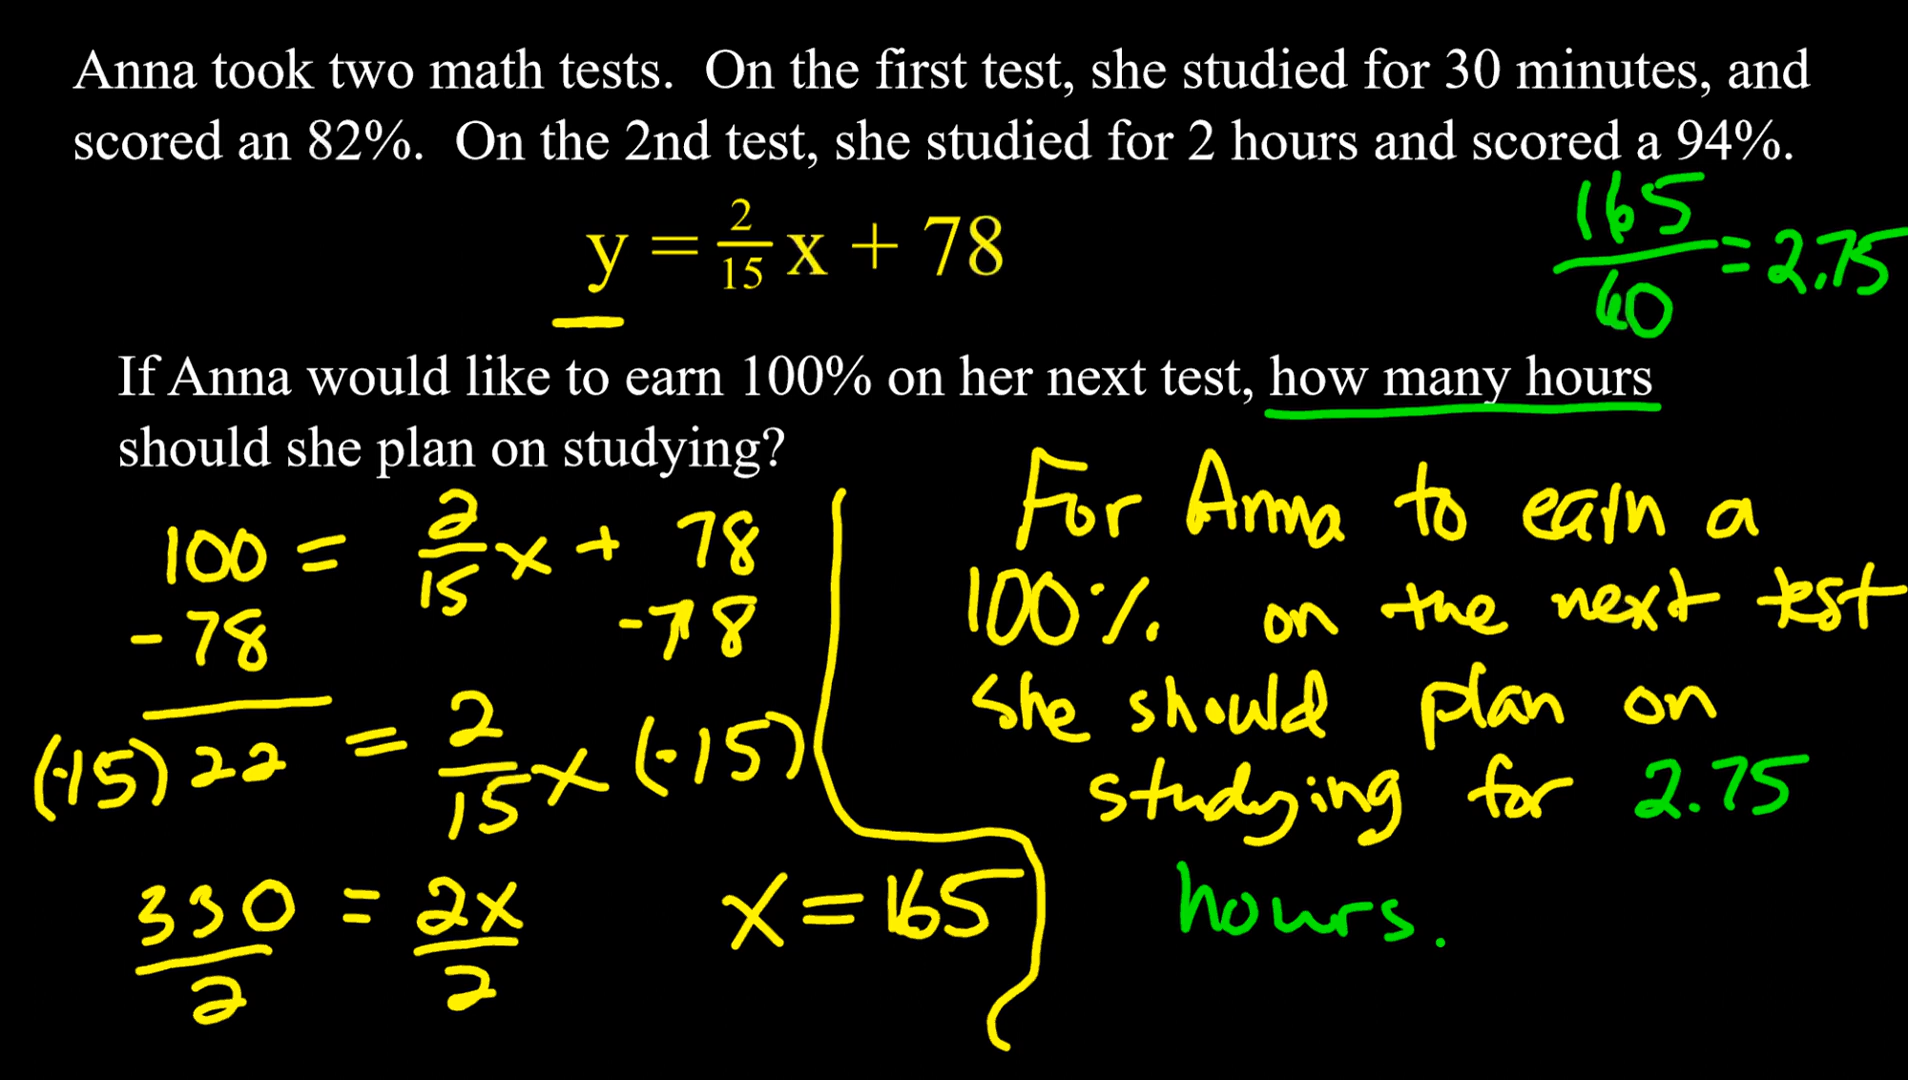 Anna took two math tests. On the first test, she studied for 30 minutes, and
scored an 82%. On the 2nd test, she studied for 2 hours and scored a 94%.
y = 2/15 x + 78
165/60 = 2.75
If Anna would like to earn 100% on her next test, how many hours
should she plan on studying?
100 = 2/15 x + 78
-78 -78
(·15) 22 = 2/15 x (·15)
330/2 = 2x/2
x = 165
For Anna to earn a
100% on the next test
she should plan on
studying for 2.75
hours.